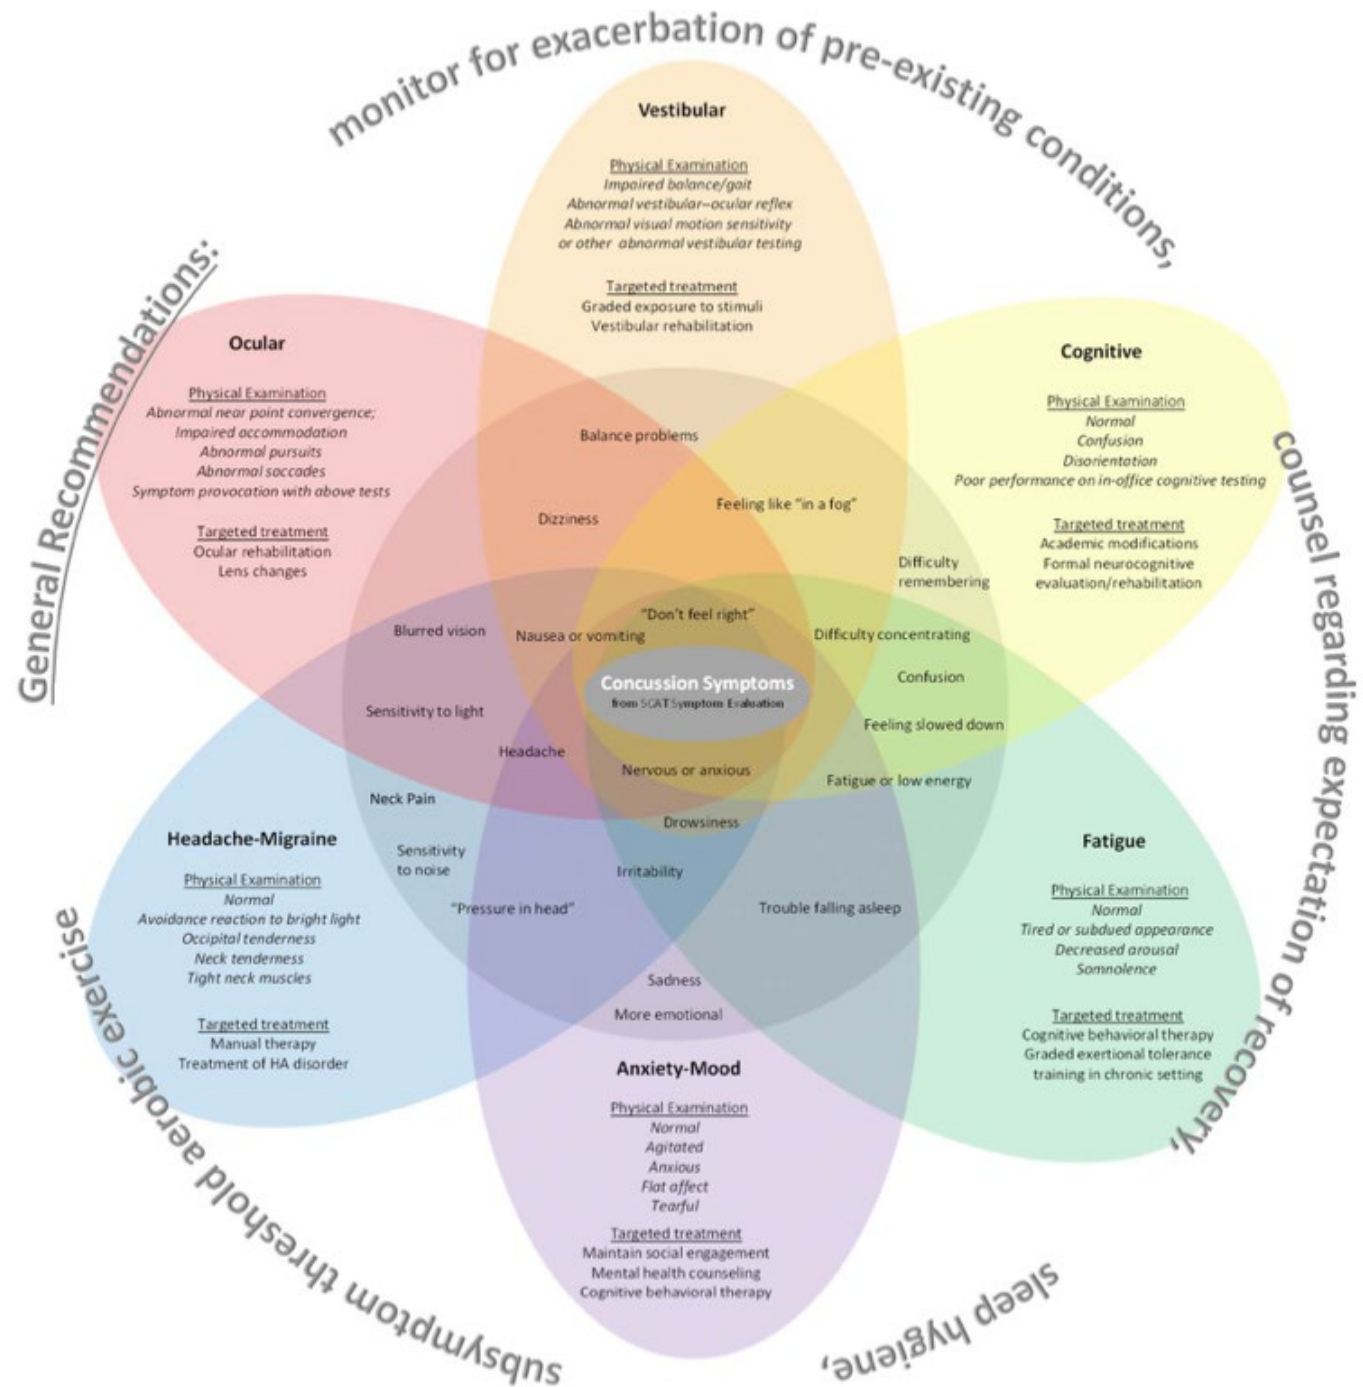 General Recommendations:
monitor for exacerbation of pre-existing conditions,
counsel regarding expectation of recovery,
sleep hygiene,
subsymptom threshold aerobic exercise
Vestibular
Physical Examination
Impaired balance/gait
Abnormal vestibular–ocular reflex
Abnormal visual motion sensitivity
or other abnormal vestibular testing
Targeted treatment
Graded exposure to stimuli
Vestibular rehabilitation
Ocular
Physical Examination
Abnormal near point convergence;
Impaired accommodation
Abnormal pursuits
Abnormal saccades
Symptom provocation with above tests
Targeted treatment
Ocular rehabilitation
Lens changes
Cognitive
Physical Examination
Normal
Confusion
Disorientation
Poor performance on in-office cognitive testing
Targeted treatment
Academic modifications
Formal neurocognitive
evaluation/rehabilitation
Balance problems
Feeling like “in a fog”
Dizziness
Difficulty
remembering
“Don’t feel right”
Blurred vision
Nausea or vomiting
Difficulty concentrating
Confusion
Concussion Symptoms
from SCAT Symptom Evaluation
Sensitivity to light
Feeling slowed down
Headache
Nervous or anxious
Fatigue or low energy
Neck Pain
Drowsiness
Sensitivity
to noise
Irritability
“Pressure in head”
Trouble falling asleep
Sadness
More emotional
Headache-Migraine
Physical Examination
Normal
Avoidance reaction to bright light
Occipital tenderness
Neck tenderness
Tight neck muscles
Targeted treatment
Manual therapy
Treatment of HA disorder
Fatigue
Physical Examination
Normal
Tired or subdued appearance
Decreased arousal
Somnolence
Targeted treatment
Cognitive behavioral therapy
Graded exertional tolerance
training in chronic setting
Anxiety-Mood
Physical Examination
Normal
Agitated
Anxious
Flat affect
Tearful
Targeted treatment
Maintain social engagement
Mental health counseling
Cognitive behavioral therapy